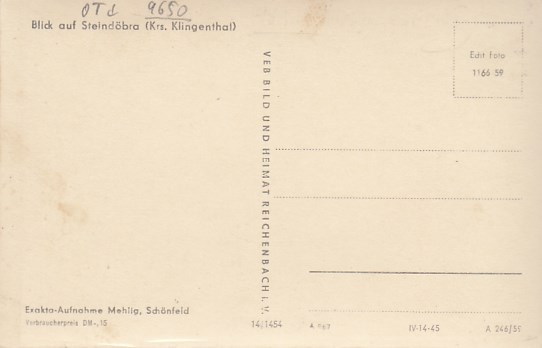 OTd 9650
Blick auf Steindöbra (Krs. Klingenthal)
Echt Foto
1166 59
VEB BILD UND HEIMAT REICHENBACH i. V.
Exakta-Aufnahme Mehlig, Schönfeld
Verbraucherpreis DM -,15
14/1454
A
IV-14-45
A 246/59